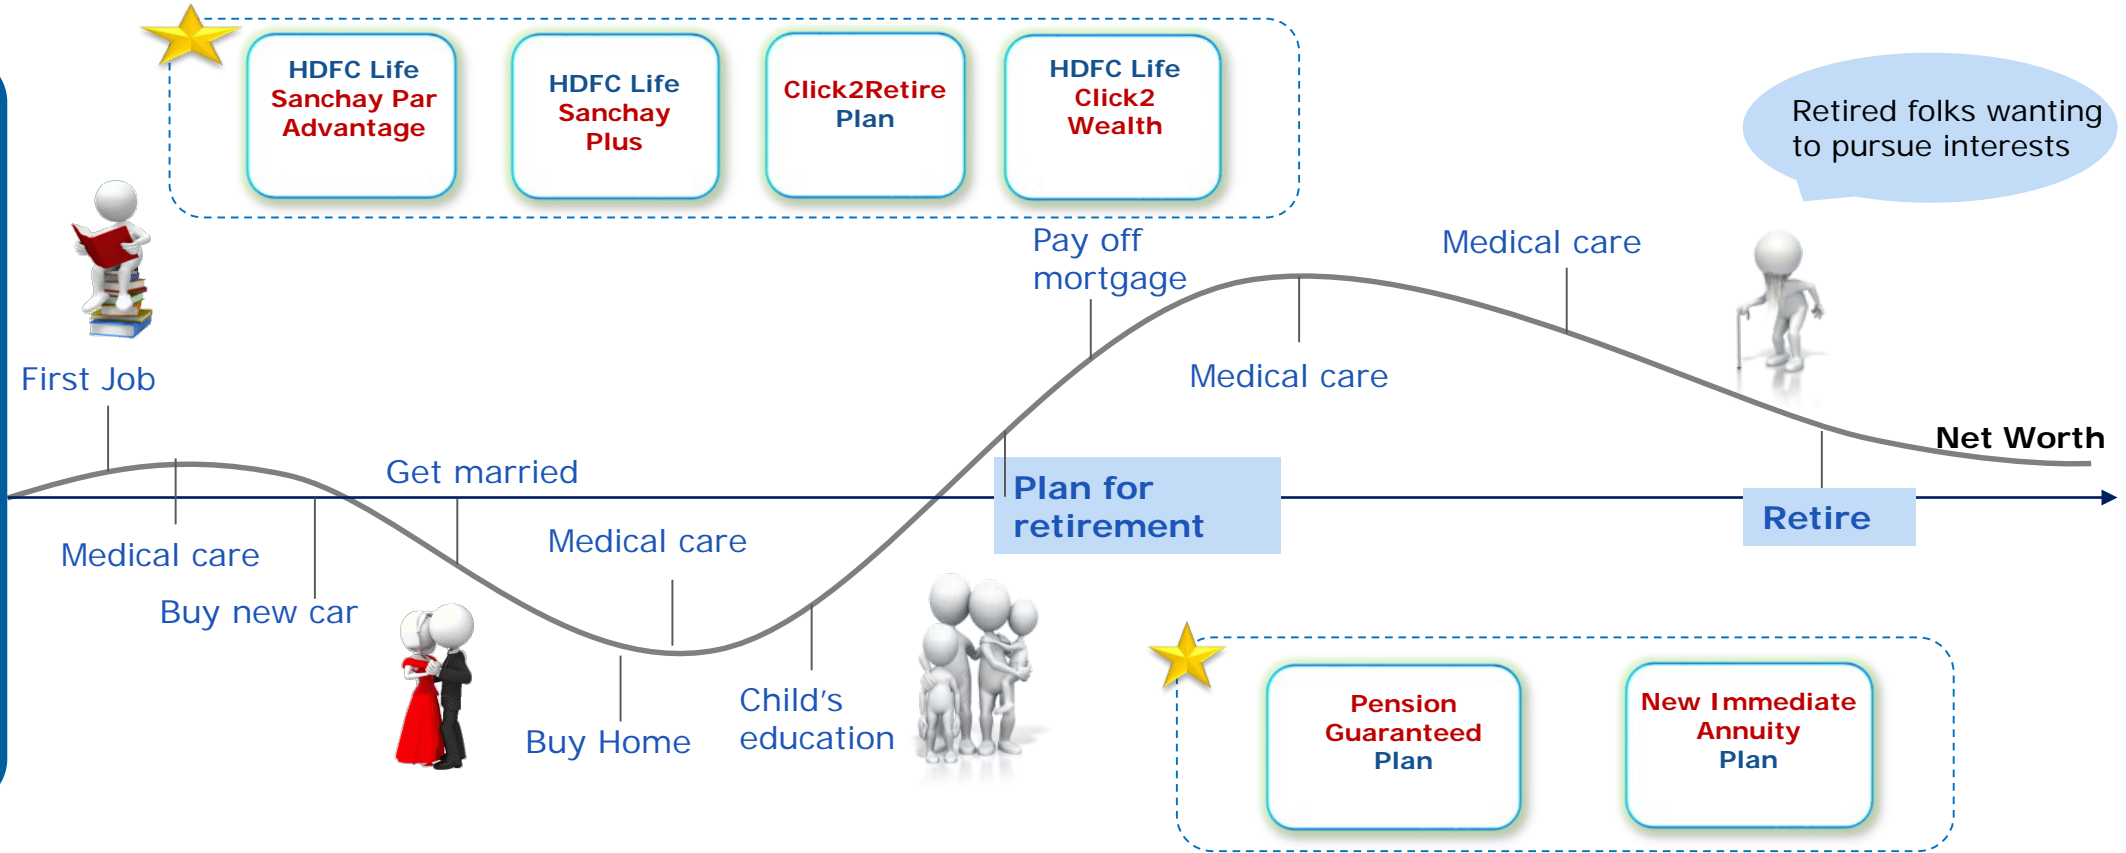 HDFC Life
Sanchay Par
Advantage
HDFC Life
Sanchay
Plus
Click2Retire
Plan
HDFC Life
Click2
Wealth
Retired folks wanting
to pursue interests
Pay off
mortgage
Medical care
First Job
Medical care
Net Worth
Get married
Plan for
retirement
Retire
Medical care
Medical care
Buy new car
Child's
education
Buy Home
Pension
Guaranteed
Plan
New Immediate
Annuity
Plan